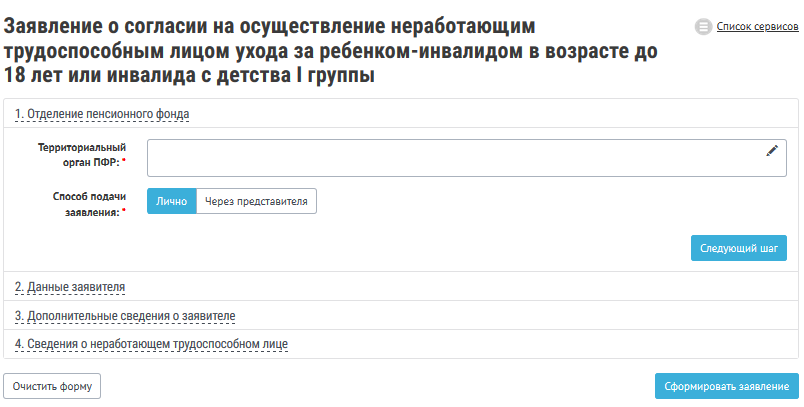 Заявление о согласии на осуществление неработающим
трудоспособным лицом ухода за ребенком-инвалидом в возрасте до
18 лет или инвалида с детства I группы
Список сервисов
1. Отделение пенсионного фонда
Территориальный
орган ПФР: *
Способ подачи
заявления: *
Лично
Через представителя
Следующий шаг
2. Данные заявителя
3. Дополнительные сведения о заявителе
4. Сведения о неработающем трудоспособном лице
Очистить форму
Сформировать заявление